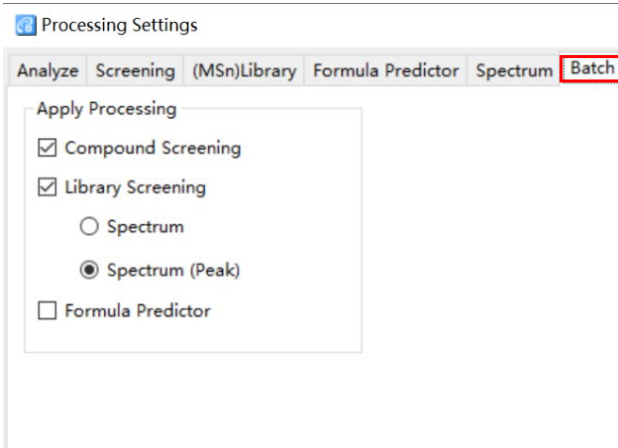 Processing Settings
Analyze Screening (MSn)Library Formula Predictor Spectrum Batch
Apply Processing
Compound Screening
Library Screening
Spectrum
Spectrum (Peak)
Formula Predictor